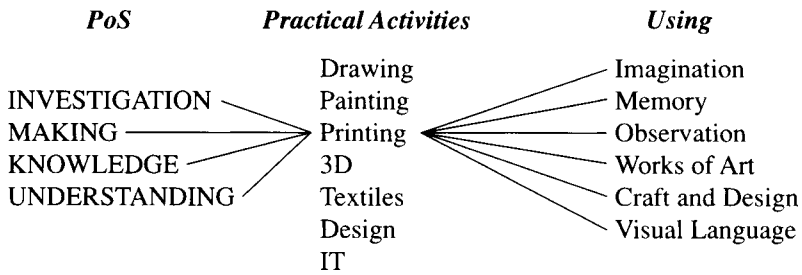 PoS Practical Activities Using
Drawing Imagination
INVESTIGATION Painting Memory
MAKING Printing Observation
KNOWLEDGE 3D Works of Art
UNDERSTANDING Textiles Craft and Design
Design Visual Language
IT